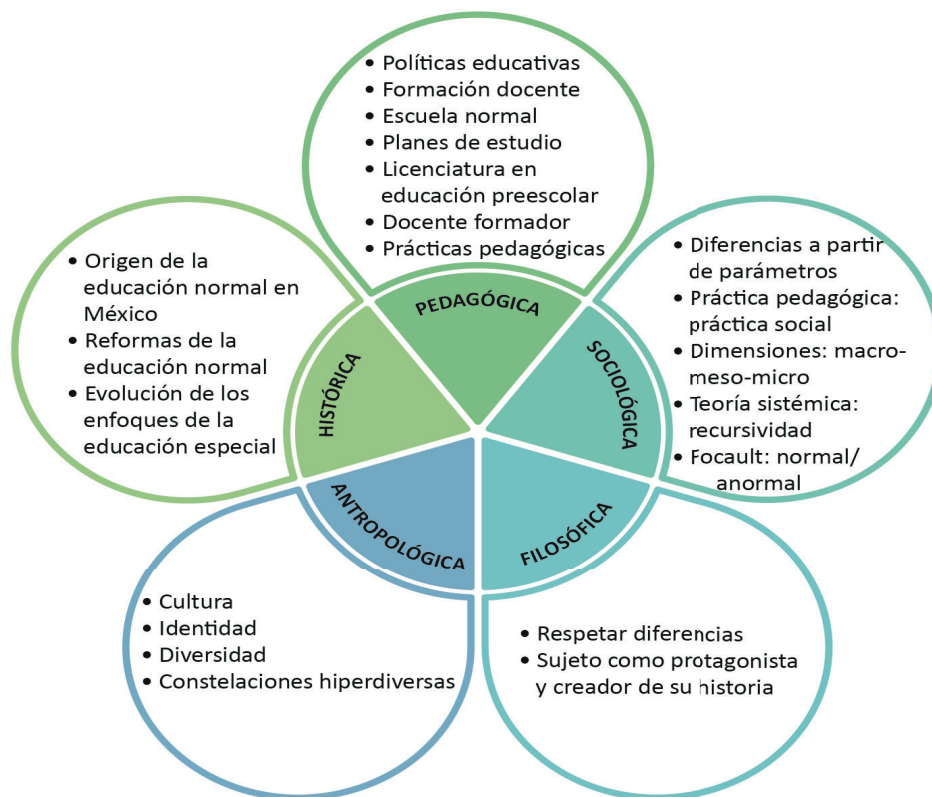 • Políticas educativas
• Formación docente
• Escuela normal
• Planes de estudio
• Licenciatura en
educación preescolar
• Docente formador
• Prácticas pedagógicas
PEDAGÓGICA
• Diferencias a partir
de parámetros
• Práctica pedagógica:
práctica social
• Dimensiones: macro-
meso-micro
• Teoría sistémica:
recursividad
• Focault: normal/
anormal
SOCIOLÓGICA
• Respetar diferencias
• Sujeto como protagonista
y creador de su historia
FILOSÓFICA
• Cultura
• Identidad
• Diversidad
• Constelaciones hiperdiversas
ANTROPOLÓGICA
• Origen de la
educación normal en
México
• Reformas de la
educación normal
• Evolución de los
enfoques de la
educación especial
HISTÓRICA